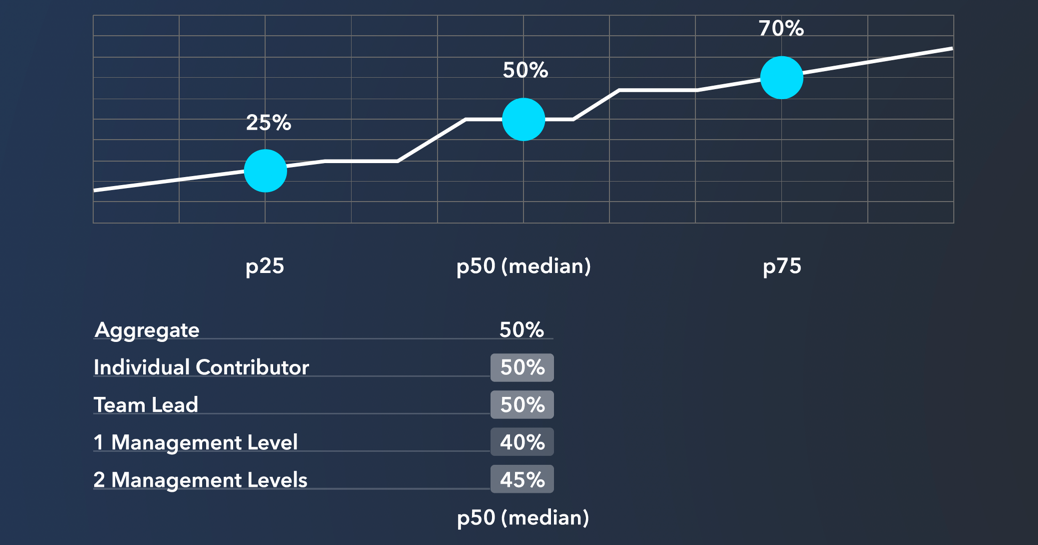 70%
50%
25%
p25 p50 (median) p75
Aggregate 50%
Individual Contributor 50%
Team Lead 50%
1 Management Level 40%
2 Management Levels 45%
p50 (median)